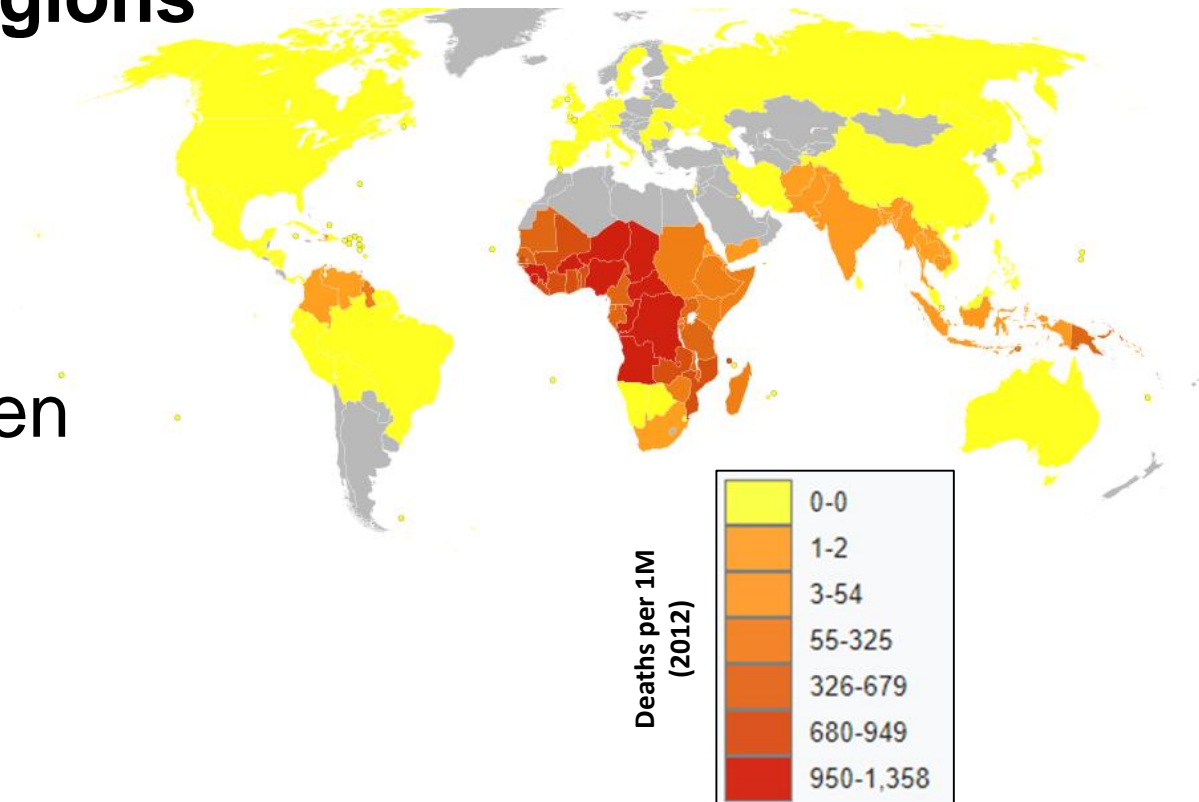 gions
en
Deaths per 1M
(2012)
0-0
1-2
3-54
55-325
326-679
680-949
950-1,358